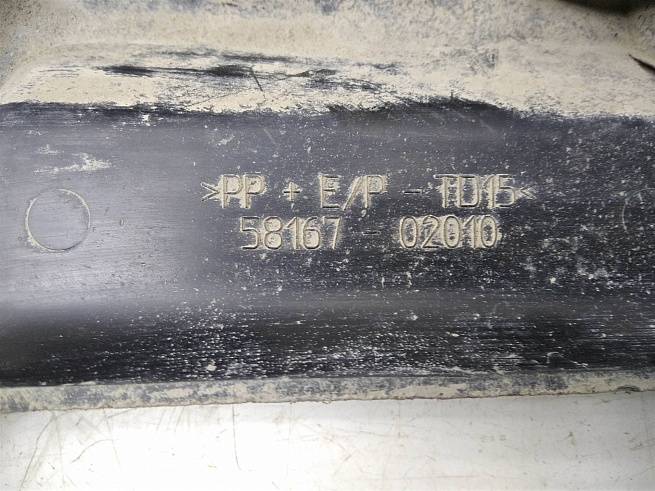 >PP + E/P - TD15<
58167 - 02010